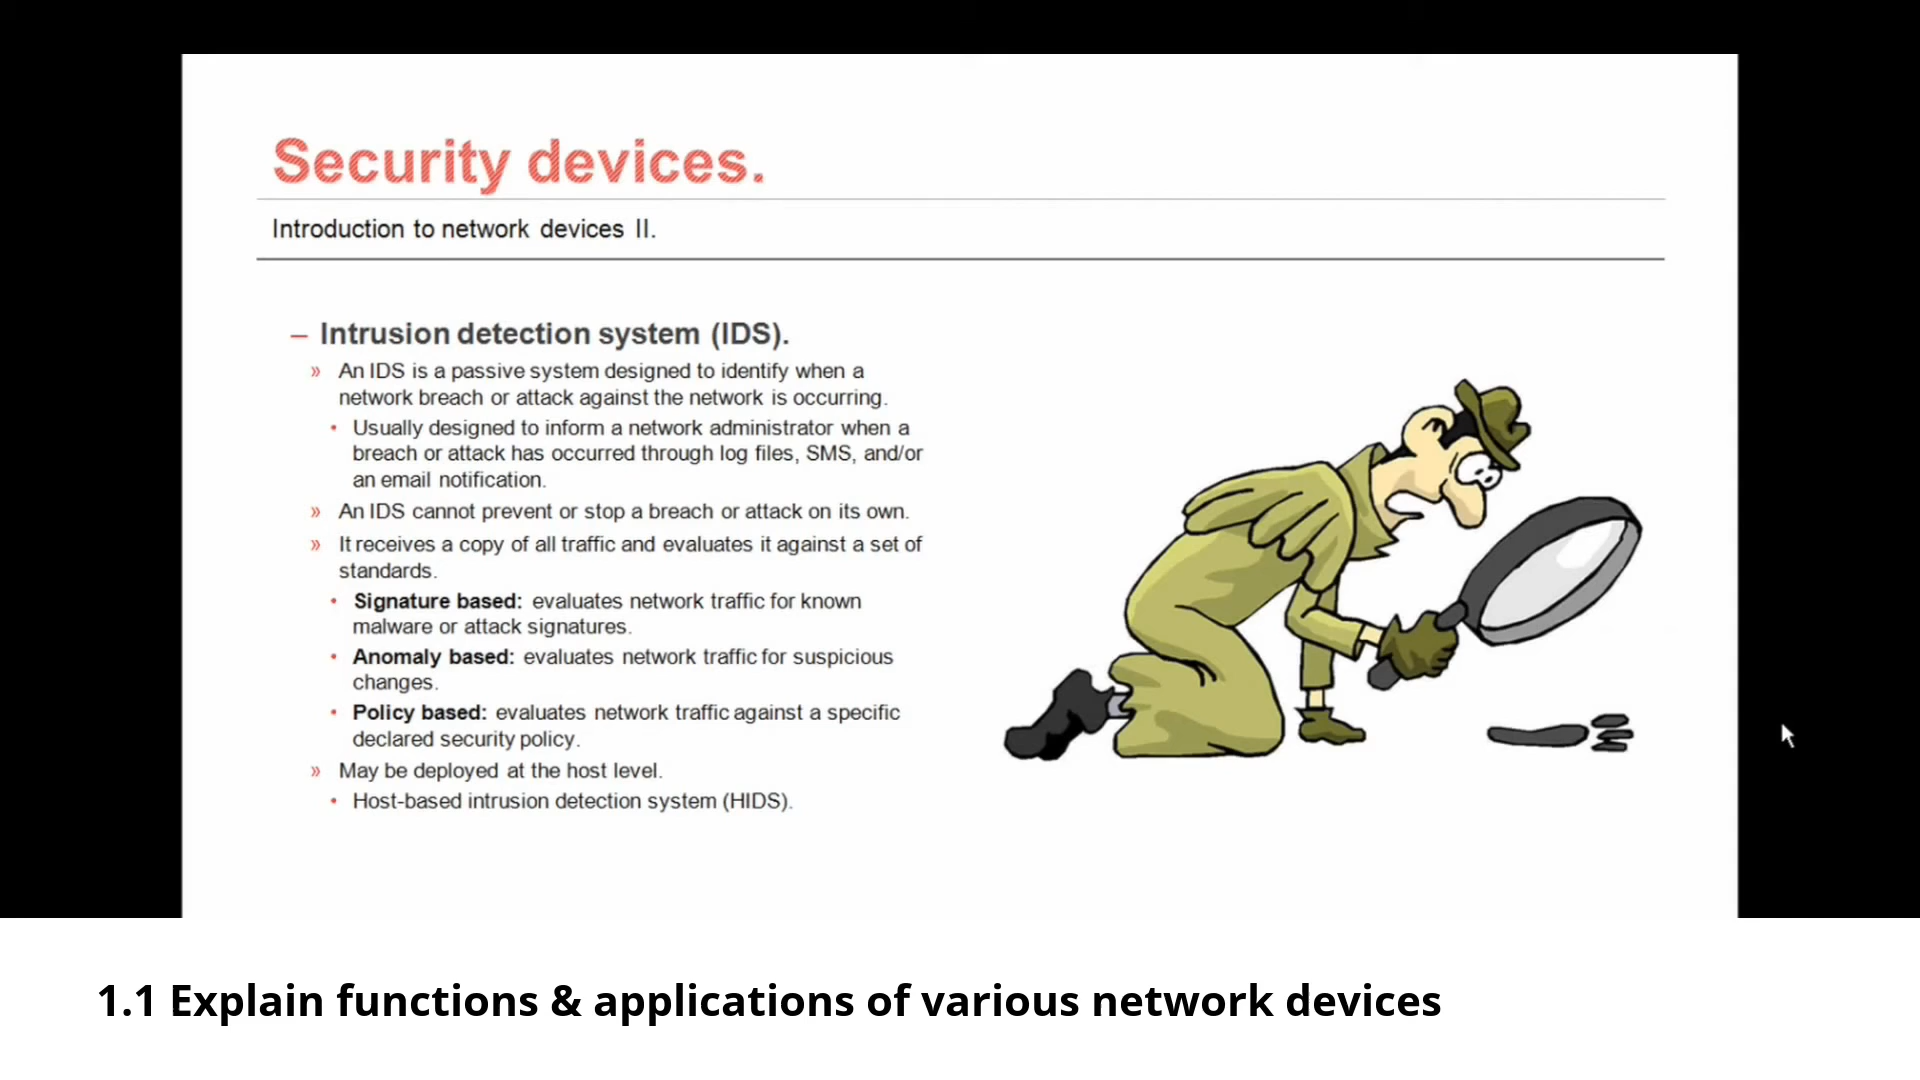 Security devices.
Introduction to network devices II.
– Intrusion detection system (IDS).
» An IDS is a passive system designed to identify when a
network breach or attack against the network is occurring.
• Usually designed to inform a network administrator when a
breach or attack has occurred through log files, SMS, and/or
an email notification.
» An IDS cannot prevent or stop a breach or attack on its own.
» It receives a copy of all traffic and evaluates it against a set of
standards.
• Signature based: evaluates network traffic for known
malware or attack signatures.
• Anomaly based: evaluates network traffic for suspicious
changes.
• Policy based: evaluates network traffic against a specific
declared security policy.
» May be deployed at the host level.
• Host-based intrusion detection system (HIDS).
1.1 Explain functions & applications of various network devices